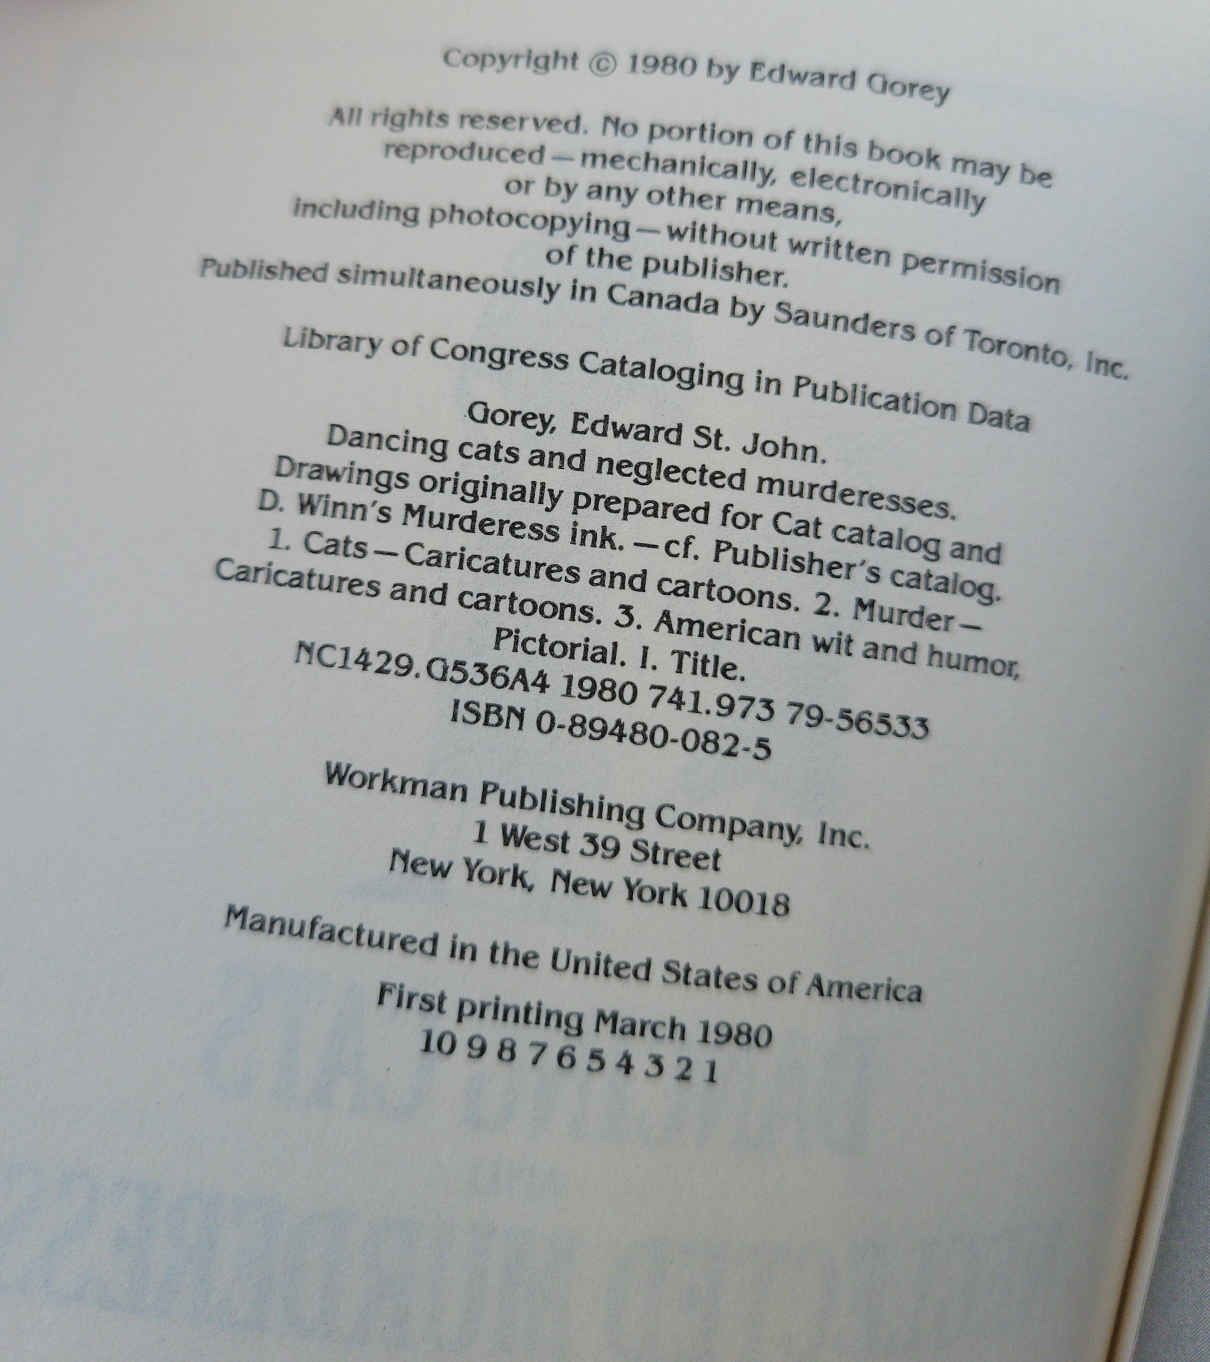 Copyright © 1980 by Edward Gorey
All rights reserved. No portion of this book may be
reproduced—mechanically, electronically
or by any other means,
including photocopying—without written permission
of the publisher.
Published simultaneously in Canada by Saunders of Toronto, Inc.
Library of Congress Cataloging in Publication Data
Gorey, Edward St. John.
Dancing cats and neglected murderesses.
Drawings originally prepared for Cat catalog and
D. Winn's Murderess ink. —cf. Publisher's catalog.
1. Cats—Caricatures and cartoons. 2. Murder—
Caricatures and cartoons. 3. American wit and humor,
Pictorial. I. Title.
NC1429.G536A4 1980 741.973 79-56533
ISBN 0-89480-082-5
Workman Publishing Company, Inc.
1 West 39 Street
New York, New York 10018
Manufactured in the United States of America
First printing March 1980
10 9 8 7 6 5 4 3 2 1